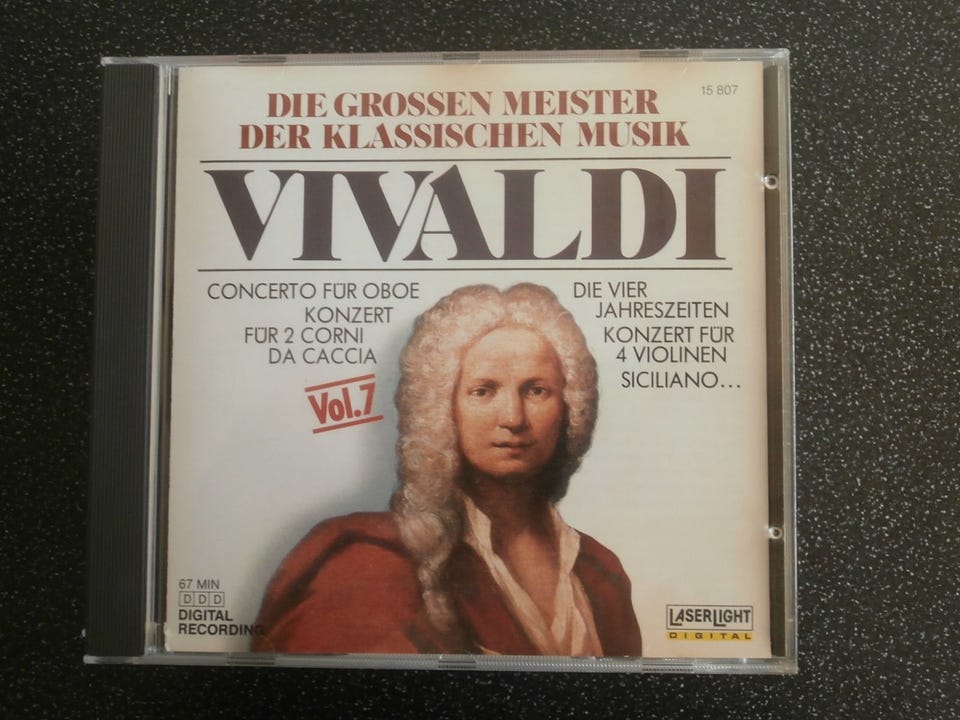 15 807
DIE GROSSEN MEISTER
DER KLASSISCHEN MUSIK
VIVALDI
CONCERTO FÜR OBOE
KONZERT
FÜR 2 CORNI
DA CACCIA
Vol.7
DIE VIER
JAHRESZEITEN
KONZERT FÜR
4 VIOLINEN
SICILIANO...
67 MIN
DDD
DIGITAL
RECORDING
LASERLIGHT
DIGITAL